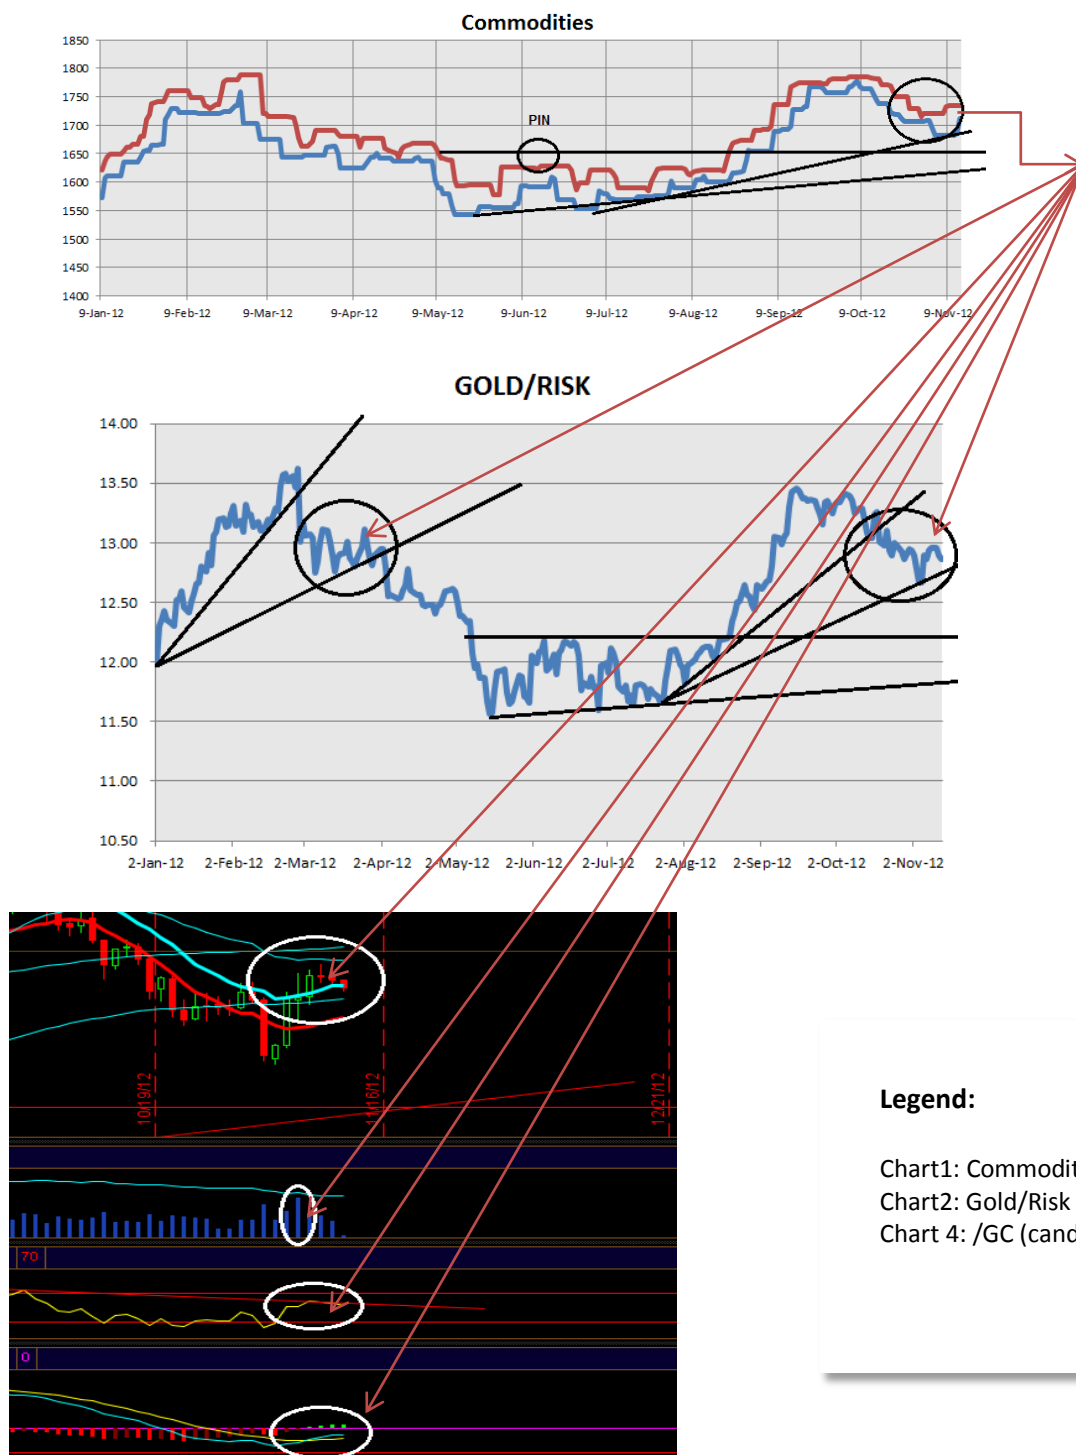 Commodities
1850
1800
1750
1700
1650
1600
1550
1500
1450
1400
PIN
9-Jan-12 9-Feb-12 9-Mar-12 9-Apr-12 9-May-12 9-Jun-12 9-Jul-12 9-Aug-12 9-Sep-12 9-Oct-12 9-Nov-12
GOLD/RISK
14.00
13.50
13.00
12.50
12.00
11.50
11.00
10.50
2-Jan-12 2-Feb-12 2-Mar-12 2-Apr-12 2-May-12 2-Jun-12 2-Jul-12 2-Aug-12 2-Sep-12 2-Oct-12 2-Nov-12
10/19/12 11/16/12 12/21/12
70
0
Legend:
Chart1: Commodit
Chart2: Gold/Risk
Chart 4: /GC (cand